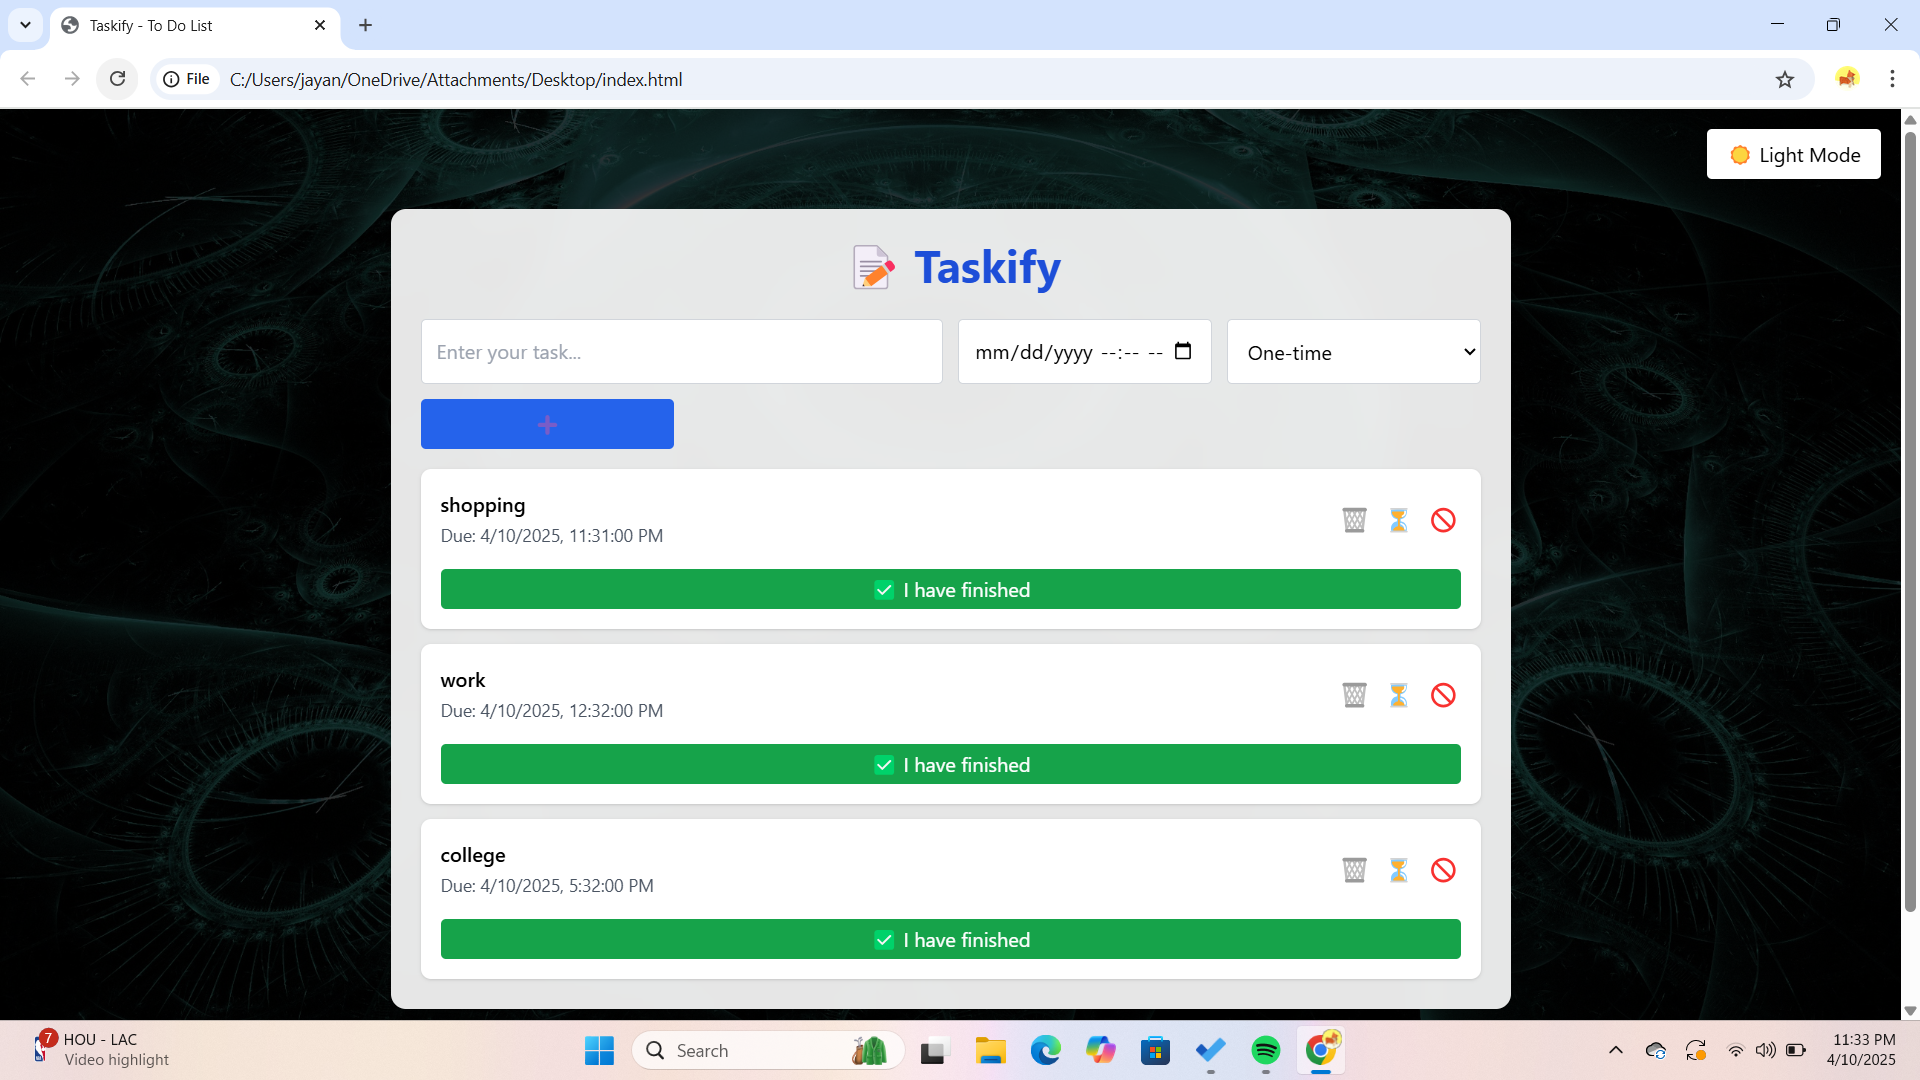 Taskify - To Do List
File
C:/Users/jayan/OneDrive/Attachments/Desktop/index.html
Light Mode
Taskify
Enter your task...
mm/dd/yyyy --:-- --
One-time
+
shopping
Due: 4/10/2025, 11:31:00 PM
I have finished
work
Due: 4/10/2025, 12:32:00 PM
I have finished
college
Due: 4/10/2025, 5:32:00 PM
I have finished
7
HOU - LAC
Video highlight
Search
11:33 PM
4/10/2025